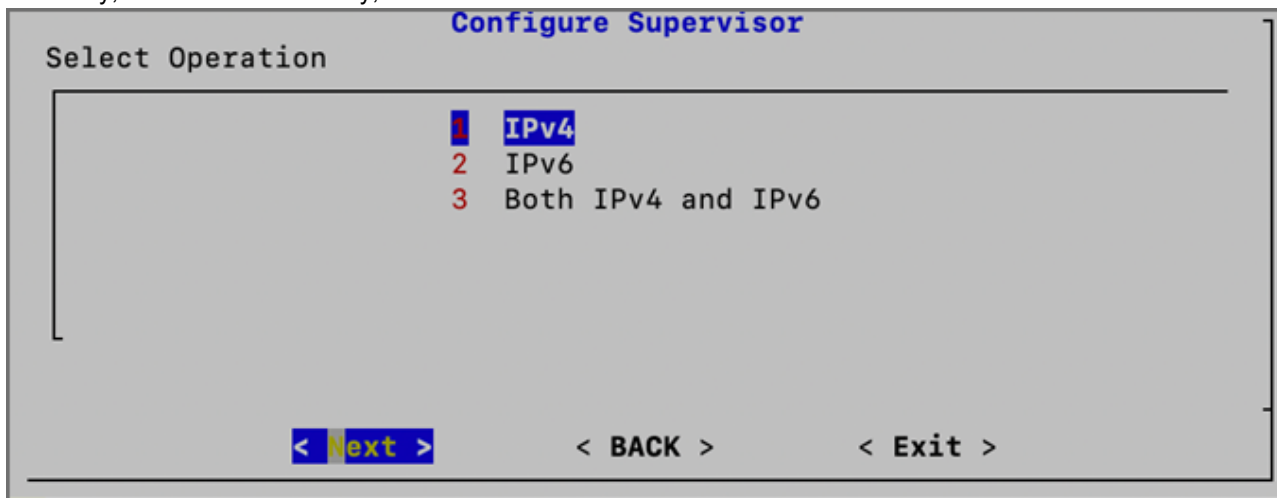 Configure Supervisor
Select Operation
1 IPv4
2 IPv6
3 Both IPv4 and IPv6
< Next > < BACK > < Exit >